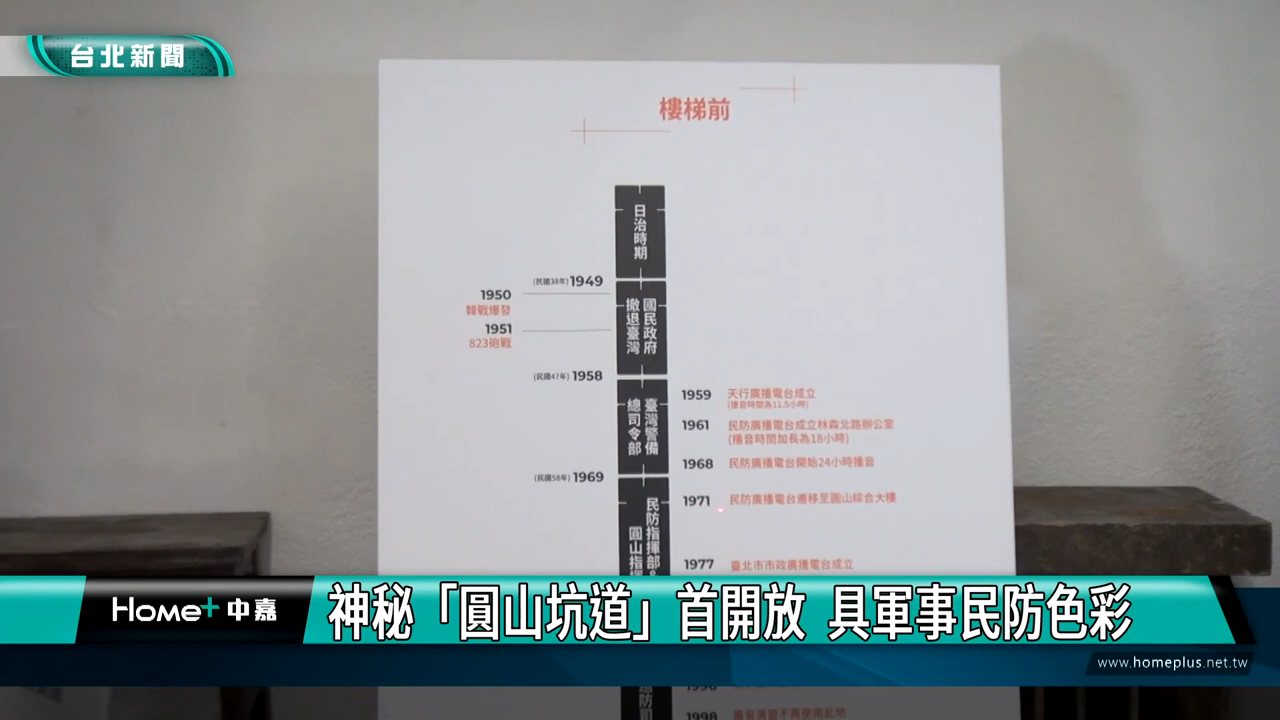 台北新聞
樓梯前
日治時期
(民國38年) 1949
1950
韓戰爆發
1951
823砲戰
國民政府
撤退臺灣
(民國47年) 1958
臺灣警備
總司令部
1959 天行廣播電台成立
(播音時間為11.5小時)
1961 民防廣播電台成立林森北路辦公室
(播音時間加長為18小時)
1968 民防廣播電台開始24小時播音
(民國58年) 1969
民防指揮部
圓山指揮
1971 民防廣播電台遷移至圓山綜合大樓
1977 臺北市市政廣播電台成立
Home+ 中嘉
神秘「圓山坑道」首開放 具軍事民防色彩
www.homeplus.net.tw
1998